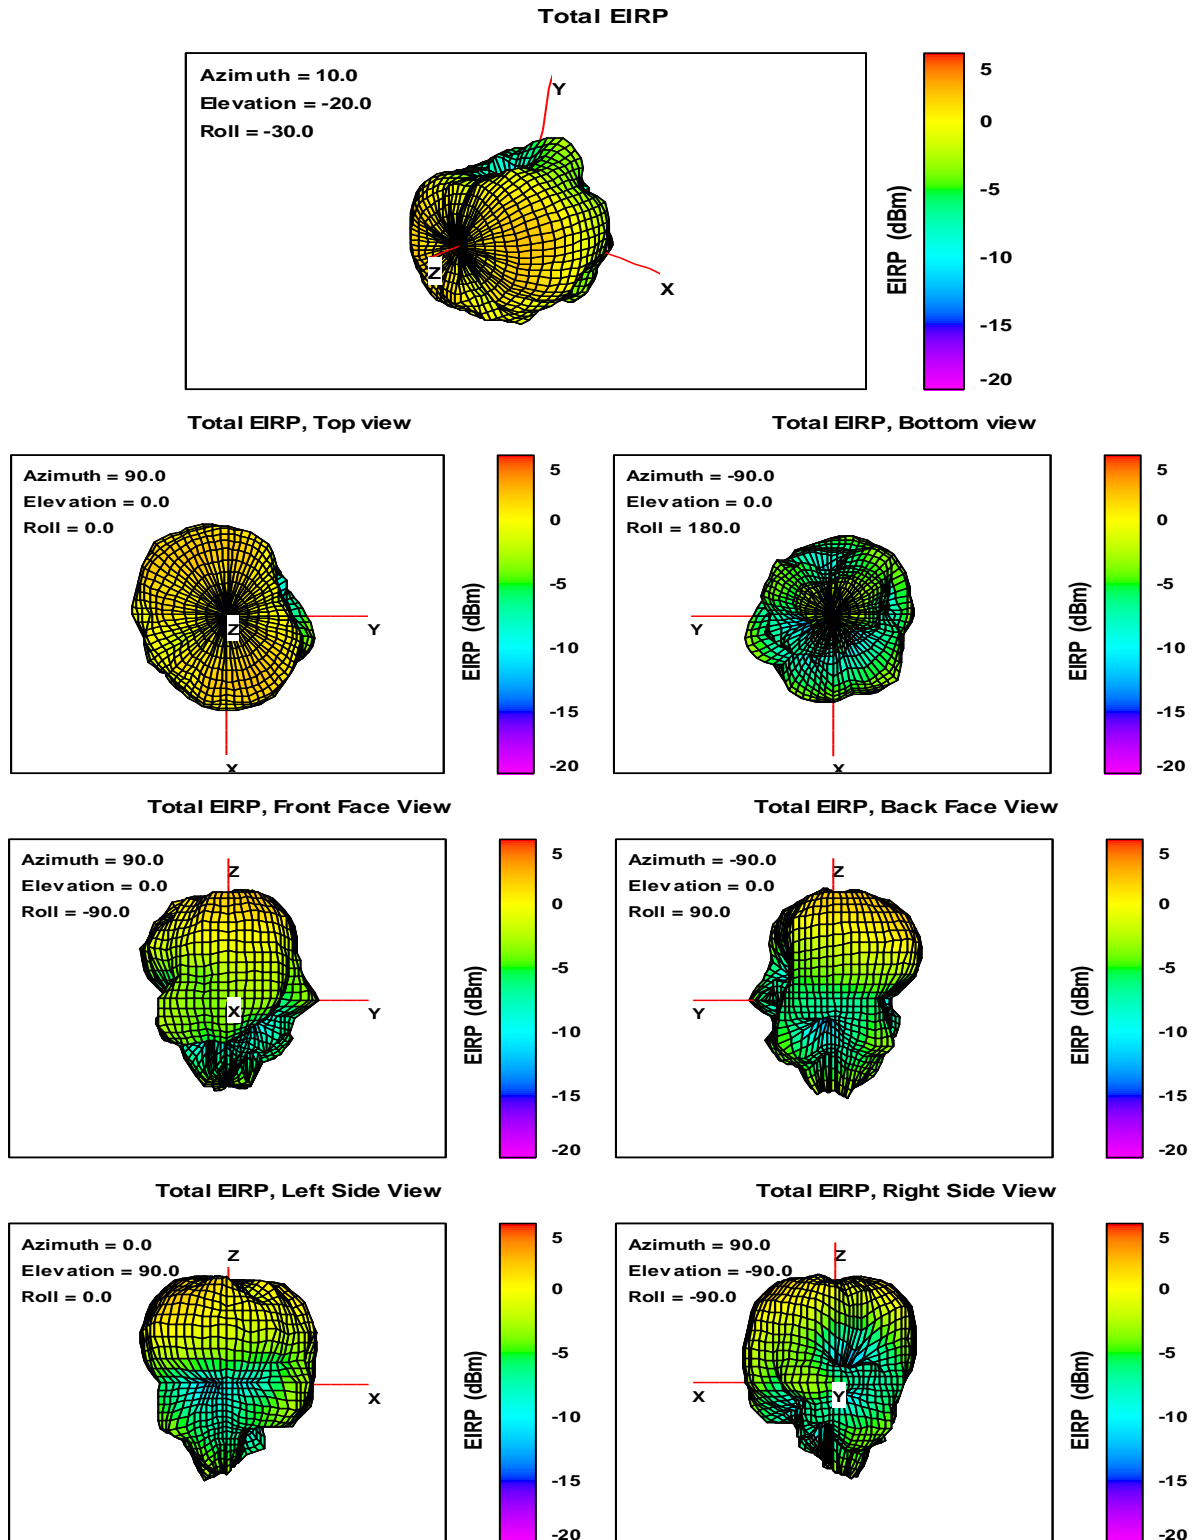 Total EIRP
Azimuth = 10.0
Elevation = -20.0
Roll = -30.0
Y
Z
X
EIRP (dBm)
5
0
-5
-10
-15
-20
Total EIRP, Top view
Azimuth = 90.0
Elevation = 0.0
Roll = 0.0
Z
Y
X
EIRP (dBm)
5
0
-5
-10
-15
-20
Total EIRP, Bottom view
Azimuth = -90.0
Elevation = 0.0
Roll = 180.0
Y
X
EIRP (dBm)
5
0
-5
-10
-15
-20
Total EIRP, Front Face View
Azimuth = 90.0
Elevation = 0.0
Roll = -90.0
Z
X
Y
EIRP (dBm)
5
0
-5
-10
-15
-20
Total EIRP, Back Face View
Azimuth = -90.0
Elevation = 0.0
Roll = 90.0
Z
Y
EIRP (dBm)
5
0
-5
-10
-15
-20
Total EIRP, Left Side View
Azimuth = 0.0
Elevation = 90.0
Roll = 0.0
Z
X
EIRP (dBm)
5
0
-5
-10
-15
-20
Total EIRP, Right Side View
Azimuth = 90.0
Elevation = -90.0
Roll = -90.0
Z
X
Y
EIRP (dBm)
5
0
-5
-10
-15
-20